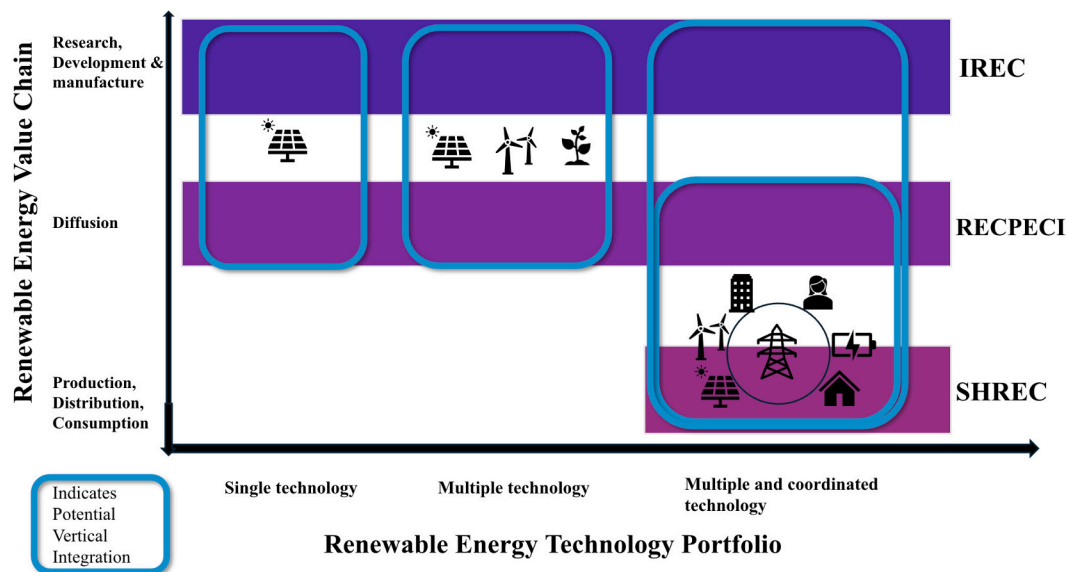 Renewable Energy Value Chain
Research,
Development &
manufacture
IREC
Diffusion
RECPECI
Production,
Distribution,
Consumption
SHREC
Single technology
Multiple technology
Multiple and coordinated
technology
Renewable Energy Technology Portfolio
Indicates
Potential
Vertical
Integration